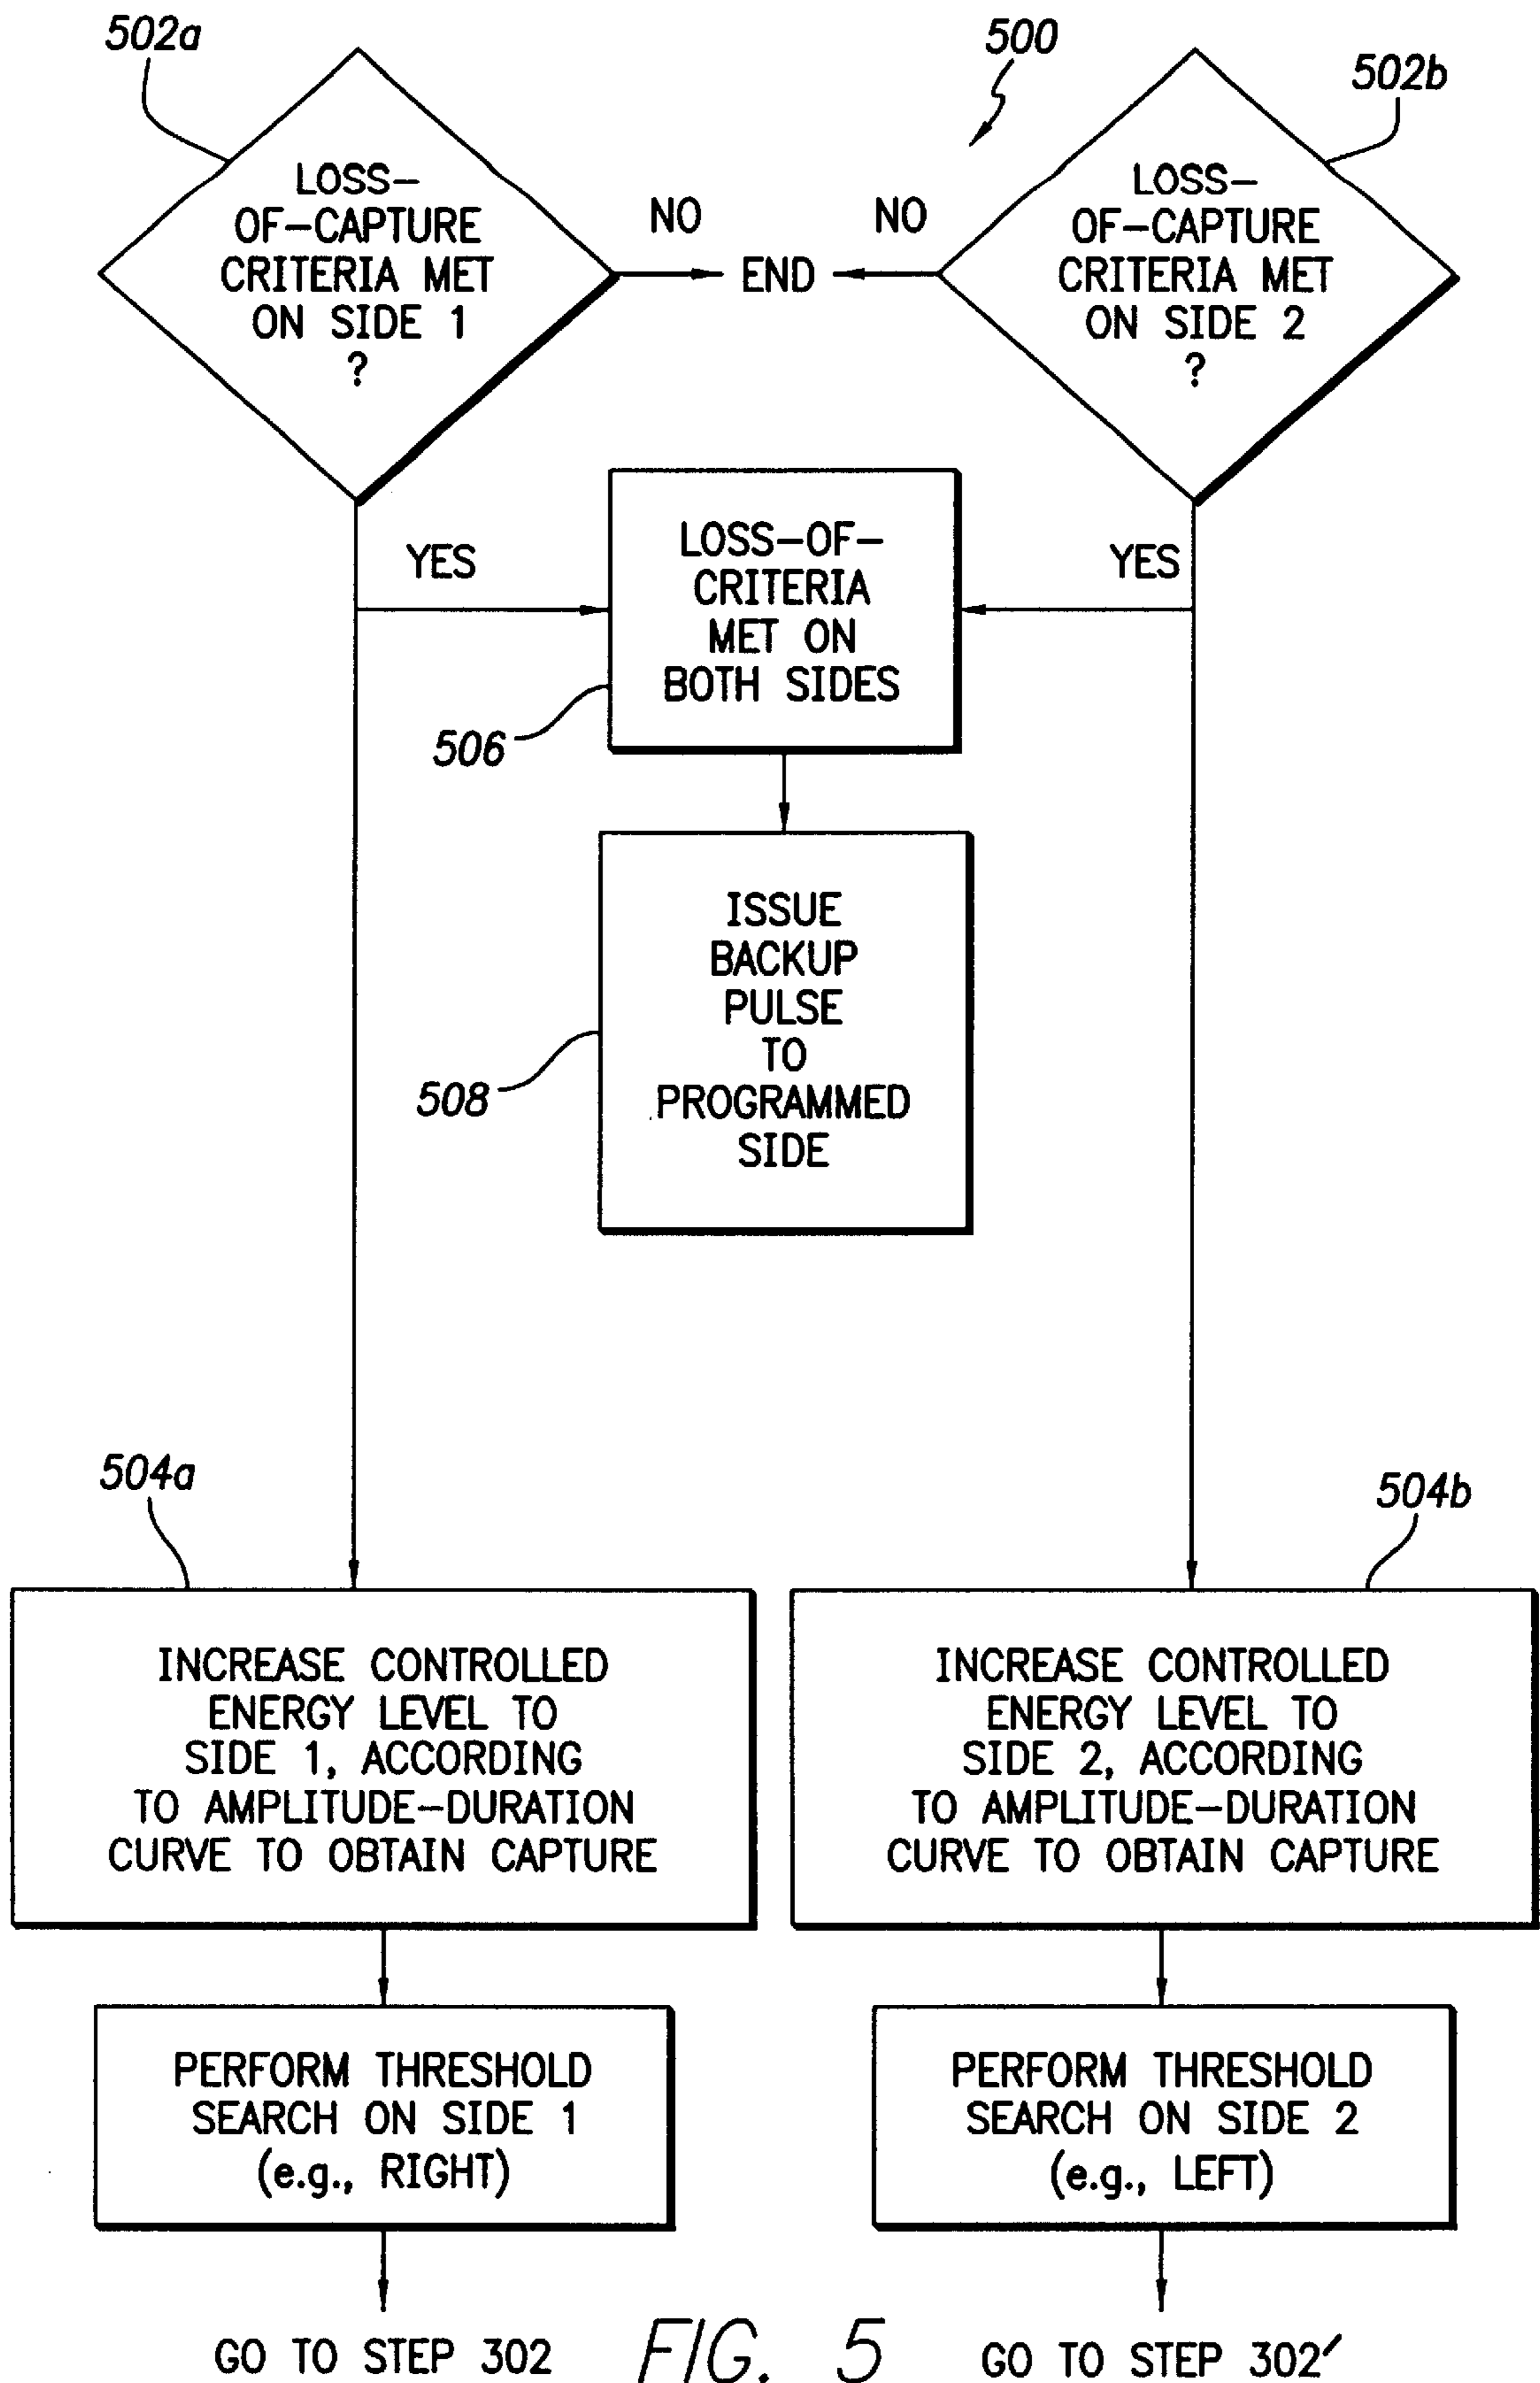 502a
500
502b
LOSS-
OF-CAPTURE
CRITERIA MET
ON SIDE 1
?
NO
END
NO
LOSS-
OF-CAPTURE
CRITERIA MET
ON SIDE 2
?
YES
LOSS-OF-
CRITERIA
MET ON
BOTH SIDES
YES
506
ISSUE
BACKUP
PULSE
TO
PROGRAMMED
SIDE
508
504a
504b
INCREASE CONTROLLED
ENERGY LEVEL TO
SIDE 1, ACCORDING
TO AMPLITUDE-DURATION
CURVE TO OBTAIN CAPTURE
INCREASE CONTROLLED
ENERGY LEVEL TO
SIDE 2, ACCORDING
TO AMPLITUDE-DURATION
CURVE TO OBTAIN CAPTURE
PERFORM THRESHOLD
SEARCH ON SIDE 1
(e.g., RIGHT)
PERFORM THRESHOLD
SEARCH ON SIDE 2
(e.g., LEFT)
GO TO STEP 302
FIG. 5
GO TO STEP 302′